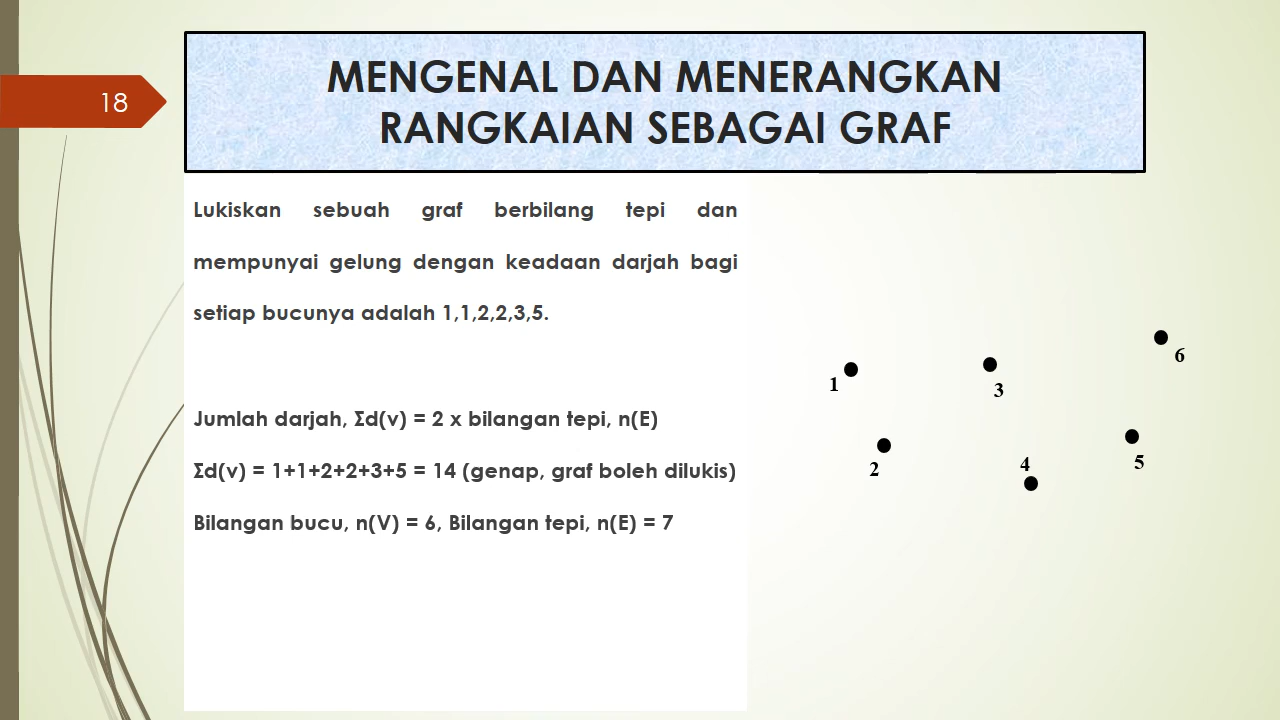 18
MENGENAL DAN MENERANGKAN
RANGKAIAN SEBAGAI GRAF
Lukiskan sebuah graf berbilang tepi dan
mempunyai gelung dengan keadaan darjah bagi
setiap bucunya adalah 1,1,2,2,3,5.
Jumlah darjah, Σd(v) = 2 x bilangan tepi, n(E)
Σd(v) = 1+1+2+2+3+5 = 14 (genap, graf boleh dilukis)
Bilangan bucu, n(V) = 6, Bilangan tepi, n(E) = 7
1
2
3
4
5
6